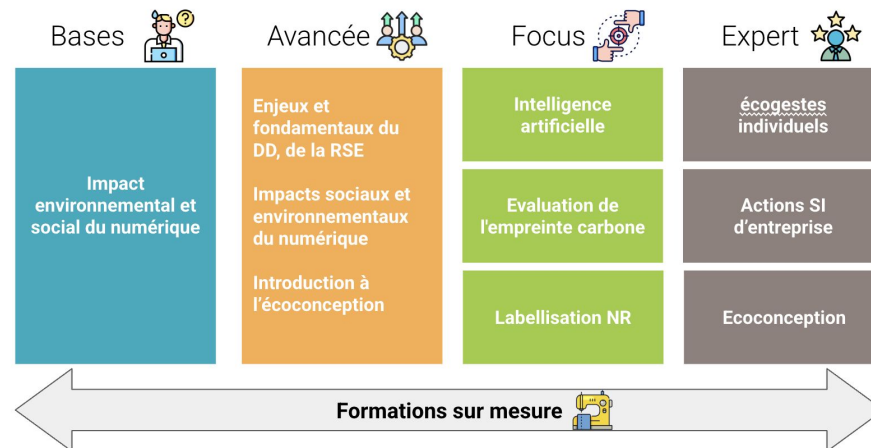 Bases
Avancée
Focus
Expert
Impact
environnemental et
social du numérique
Enjeux et
fondamentaux du
DD, de la RSE
Impacts sociaux et
environnementaux
du numérique
Introduction à
l'écoconception
Intelligence
artificielle
Evaluation de
l'empreinte carbone
Labellisation NR
écogestes
individuels
Actions SI
d'entreprise
Ecoconception
Formations sur mesure